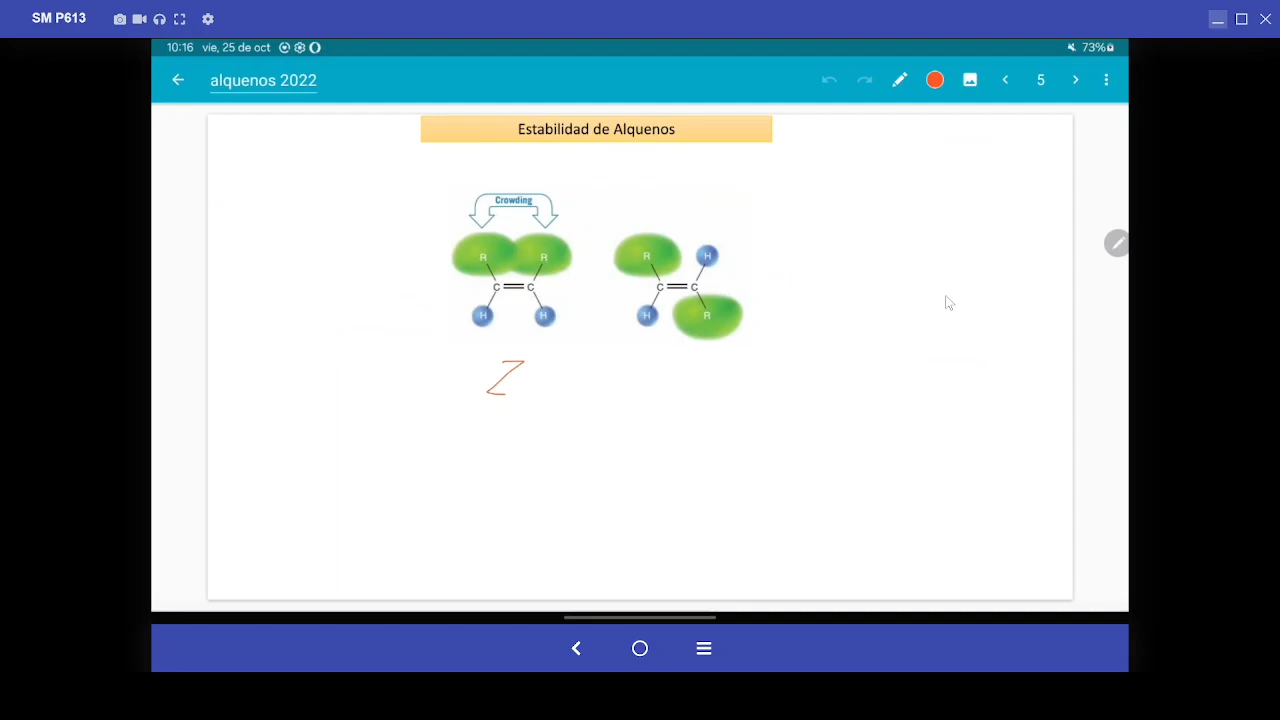 SM P613
10:16 vie, 25 de oct
73%
alquenos 2022
5
Estabilidad de Alquenos
Crowding
R R
C C
H H
R H
C C
H R
Z